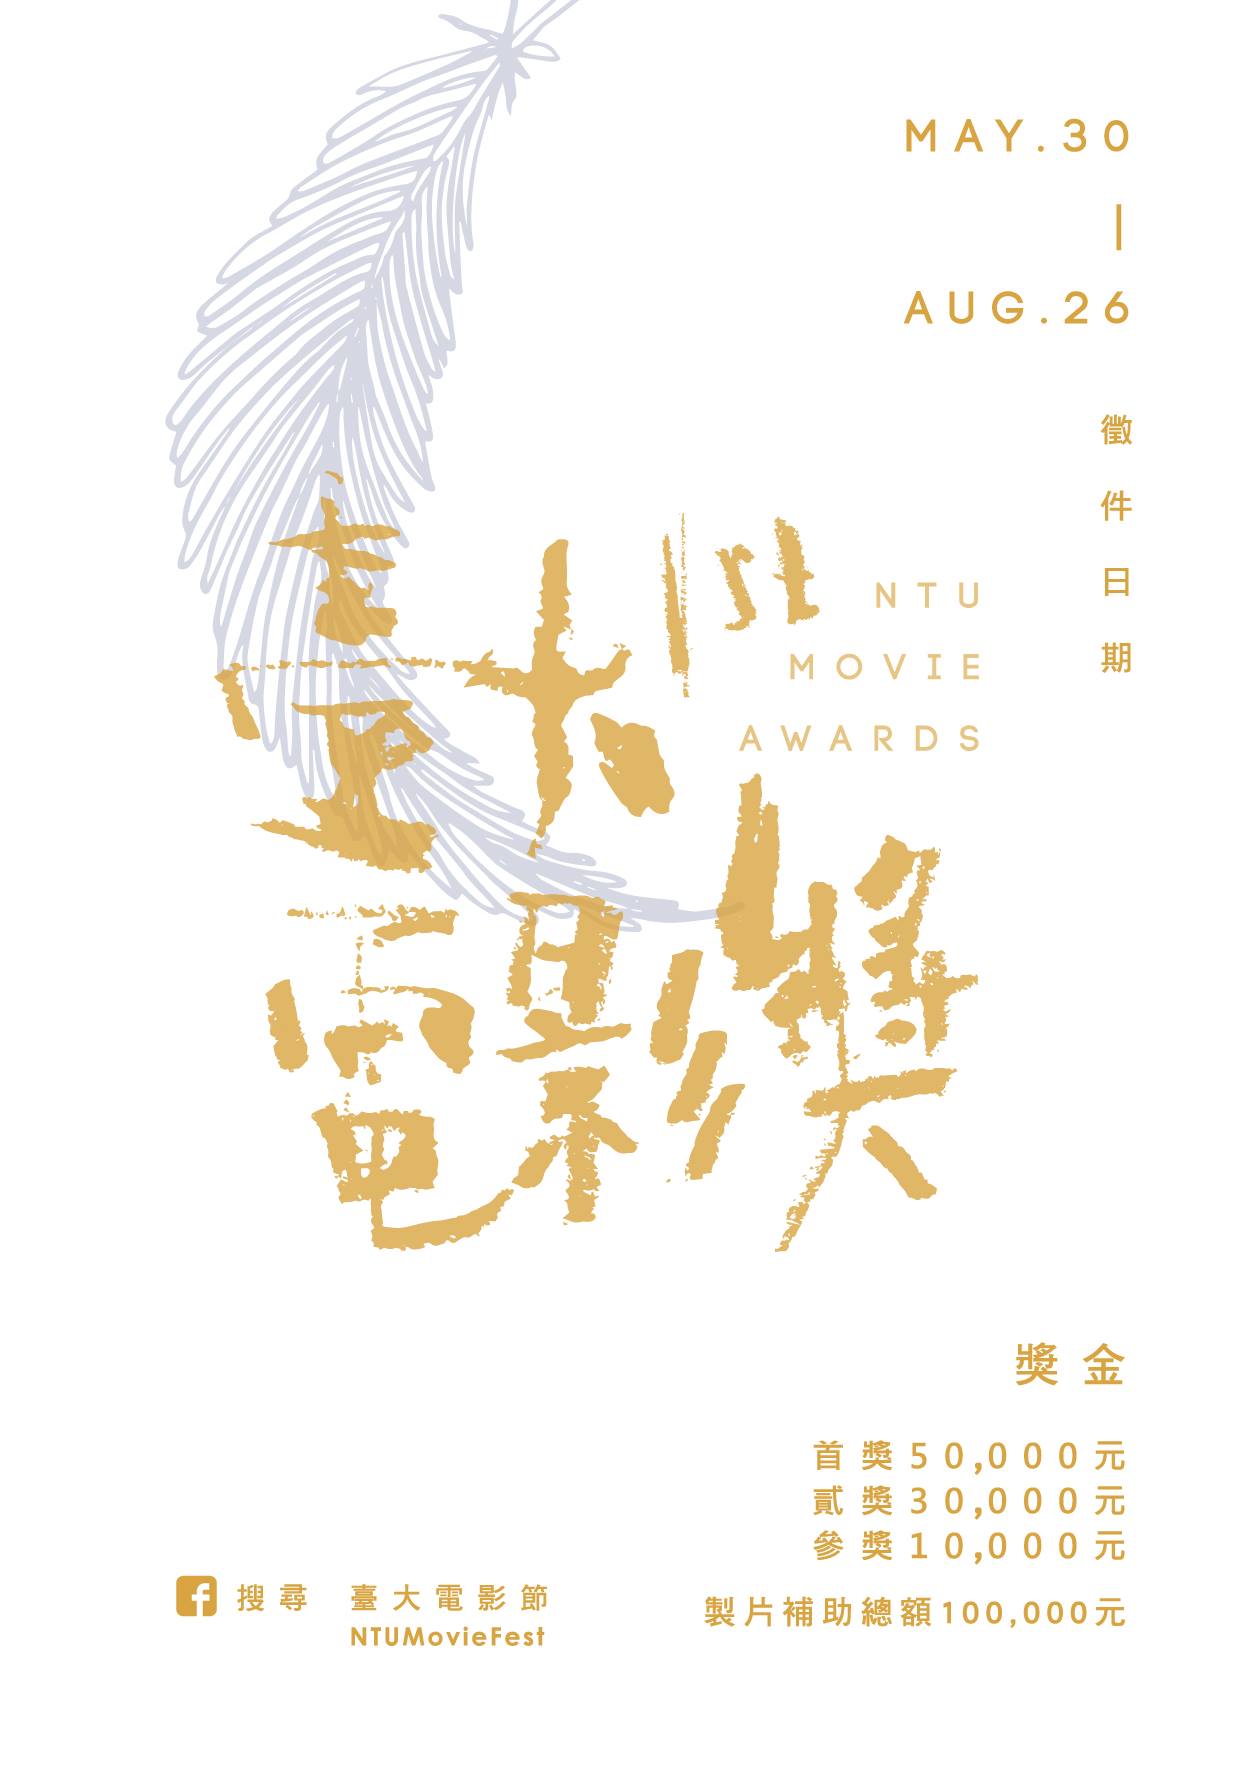 MAY.30
|
AUG.26
徵件日期
臺大
1st
NTU
MOVIE
AWARDS
電影獎
獎金
首獎50,000元
貳獎30,000元
參獎10,000元
製片補助總額100,000元
搜尋 臺大電影節
NTUMovieFest